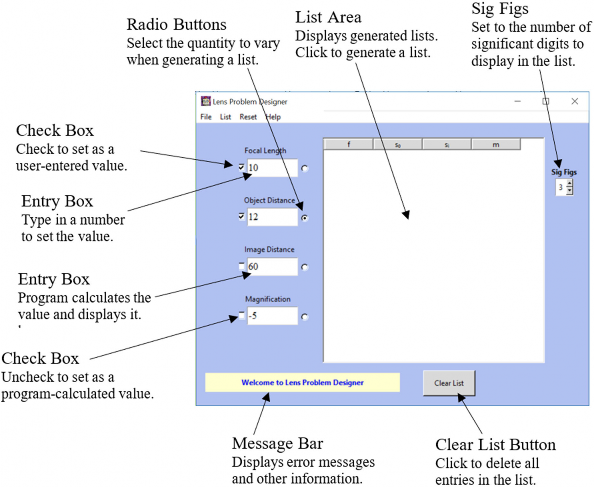 Sig Figs
Set to the number of
significant digits to
display in the list.
List Area
Displays generated lists.
Click to generate a list.
Radio Buttons
Select the quantity to vary
when generating a list.
Check Box
Check to set as a
user-entered value.
Entry Box
Type in a number
to set the value.
Entry Box
Program calculates the
value and displays it.
Check Box
Uncheck to set as a
program-calculated value.
Lens Problem Designer
File List Reset Help
Focal Length
10
Object Distance
12
Image Distance
60
Magnification
-5
f s₀ sᵢ m
Sig Figs
3
Welcome to Lens Problem Designer
Clear List
Message Bar
Displays error messages
and other information.
Clear List Button
Click to delete all
entries in the list.